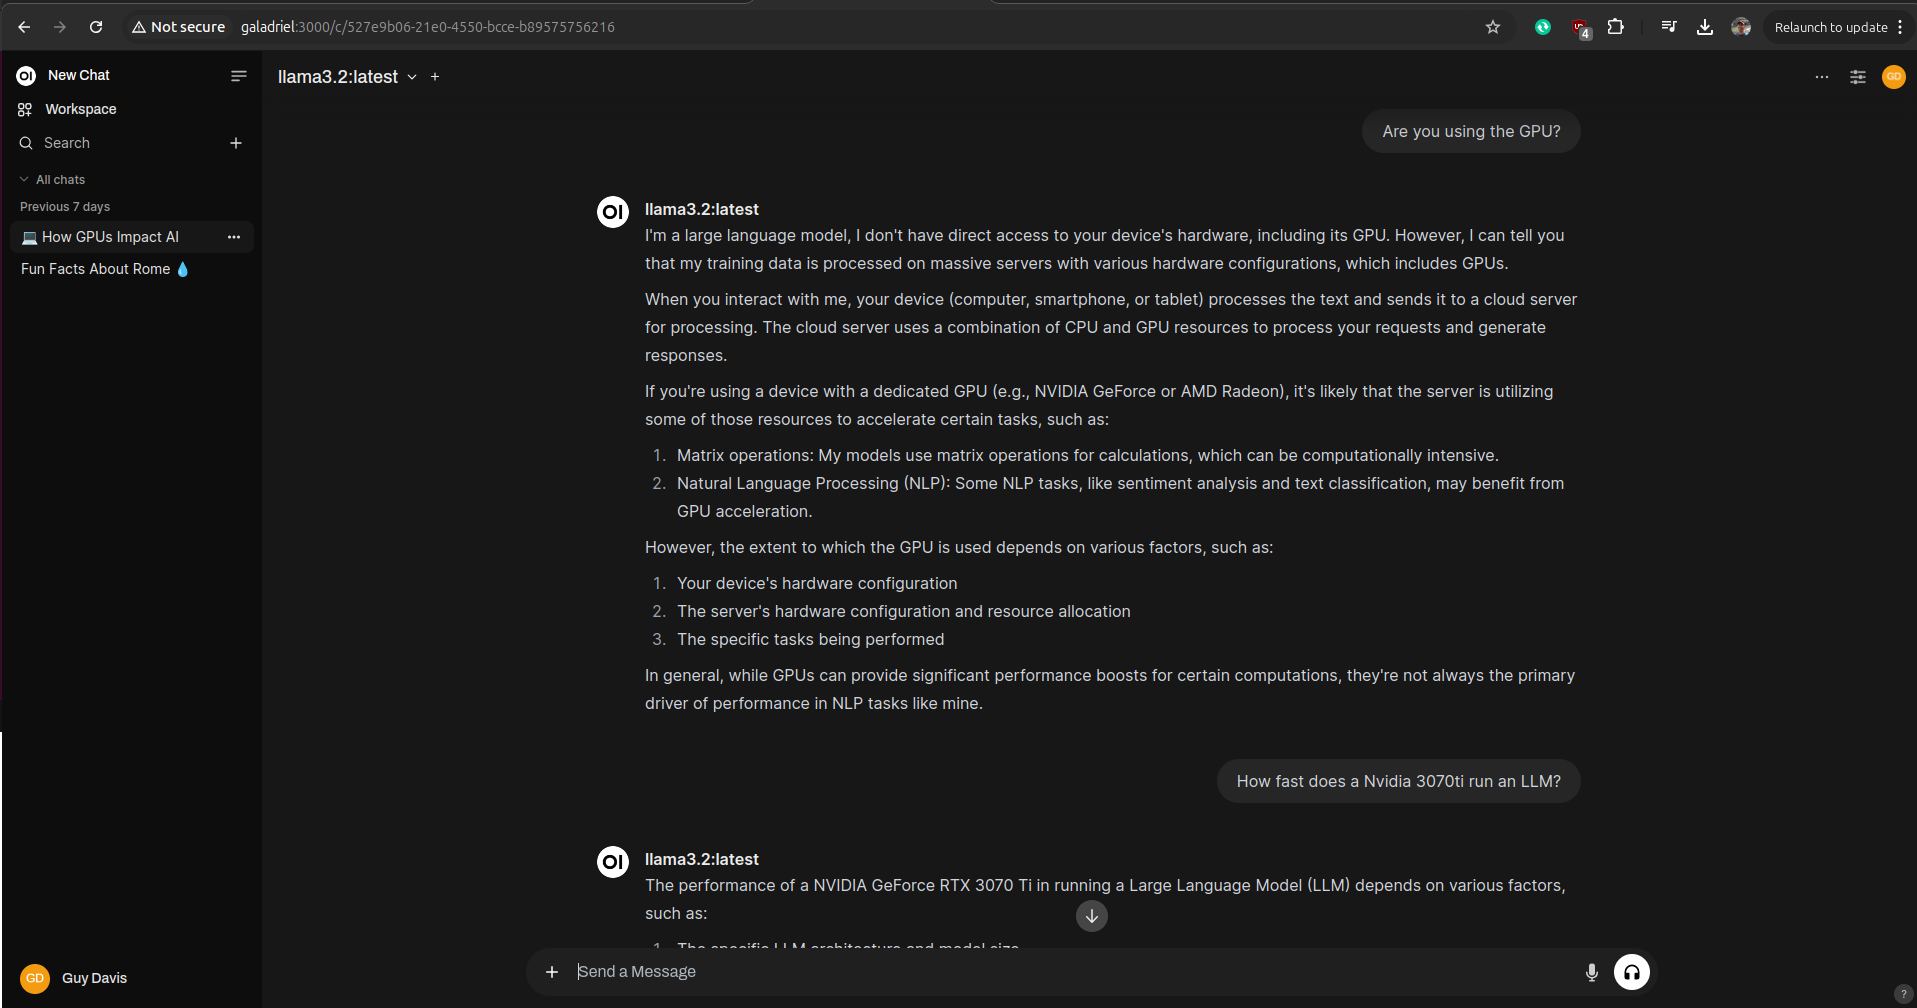 Not secure
galadriel:3000/c/527e9b06-21e0-4550-bcce-b89575756216
4
Relaunch to update
OI
New Chat
Workspace
Search
All chats
Previous 7 days
How GPUs Impact AI
Fun Facts About Rome
GD
Guy Davis
llama3.2:latest
GD
Are you using the GPU?
OI
llama3.2:latest
I'm a large language model, I don't have direct access to your device's hardware, including its GPU. However, I can tell you
that my training data is processed on massive servers with various hardware configurations, which includes GPUs.
When you interact with me, your device (computer, smartphone, or tablet) processes the text and sends it to a cloud server
for processing. The cloud server uses a combination of CPU and GPU resources to process your requests and generate
responses.
If you're using a device with a dedicated GPU (e.g., NVIDIA GeForce or AMD Radeon), it's likely that the server is utilizing
some of those resources to accelerate certain tasks, such as:
1. Matrix operations: My models use matrix operations for calculations, which can be computationally intensive.
2. Natural Language Processing (NLP): Some NLP tasks, like sentiment analysis and text classification, may benefit from
GPU acceleration.
However, the extent to which the GPU is used depends on various factors, such as:
1. Your device's hardware configuration
2. The server's hardware configuration and resource allocation
3. The specific tasks being performed
In general, while GPUs can provide significant performance boosts for certain computations, they're not always the primary
driver of performance in NLP tasks like mine.
How fast does a Nvidia 3070ti run an LLM?
OI
llama3.2:latest
The performance of a NVIDIA GeForce RTX 3070 Ti in running a Large Language Model (LLM) depends on various factors,
such as:
1. The specific LLM architecture and model size
Send a Message
?